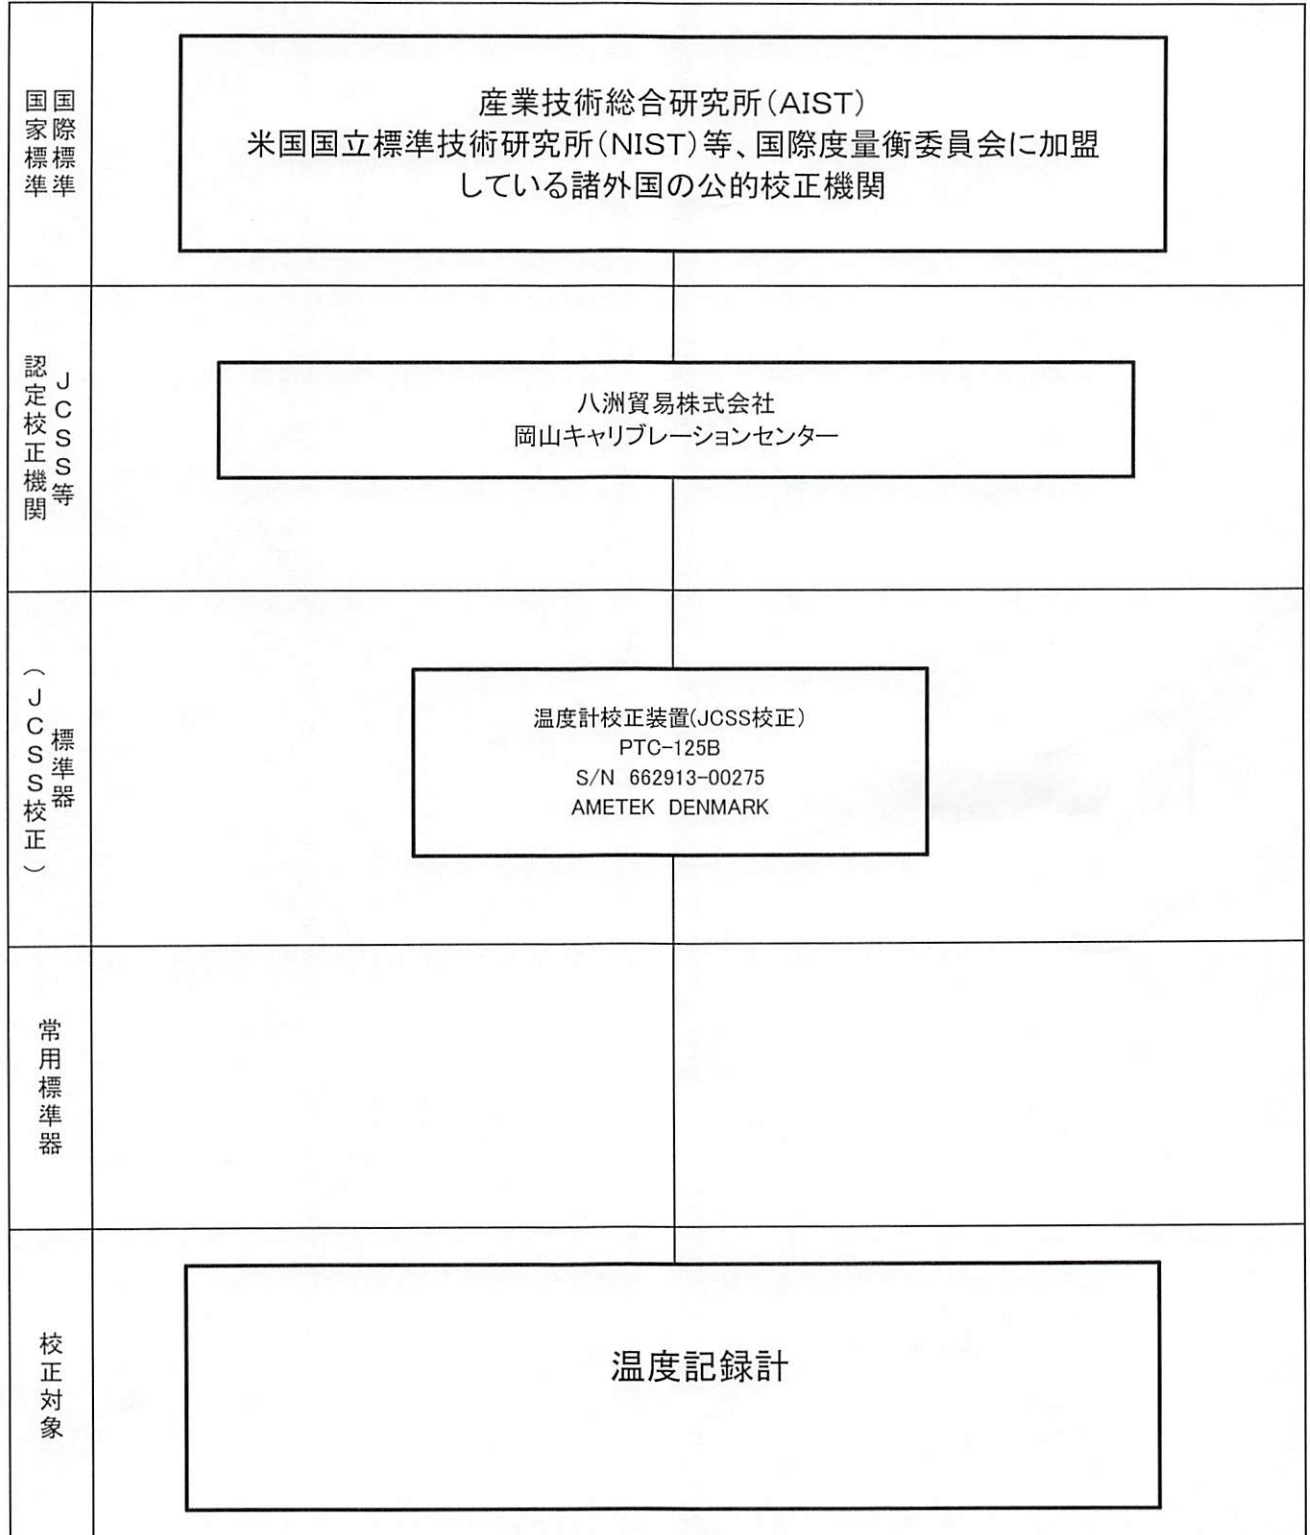 国際標準
国家標準
産業技術総合研究所(AIST)
米国国立標準技術研究所(NIST)等、国際度量衡委員会に加盟
している諸外国の公的校正機関
JCSS等
認定校正機関
八洲貿易株式会社
岡山キャリブレーションセンター
標準器
(JCSS校正)
温度計校正装置(JCSS校正)
PTC-125B
S/N 662913-00275
AMETEK DENMARK
常用標準器
校正対象
温度記録計